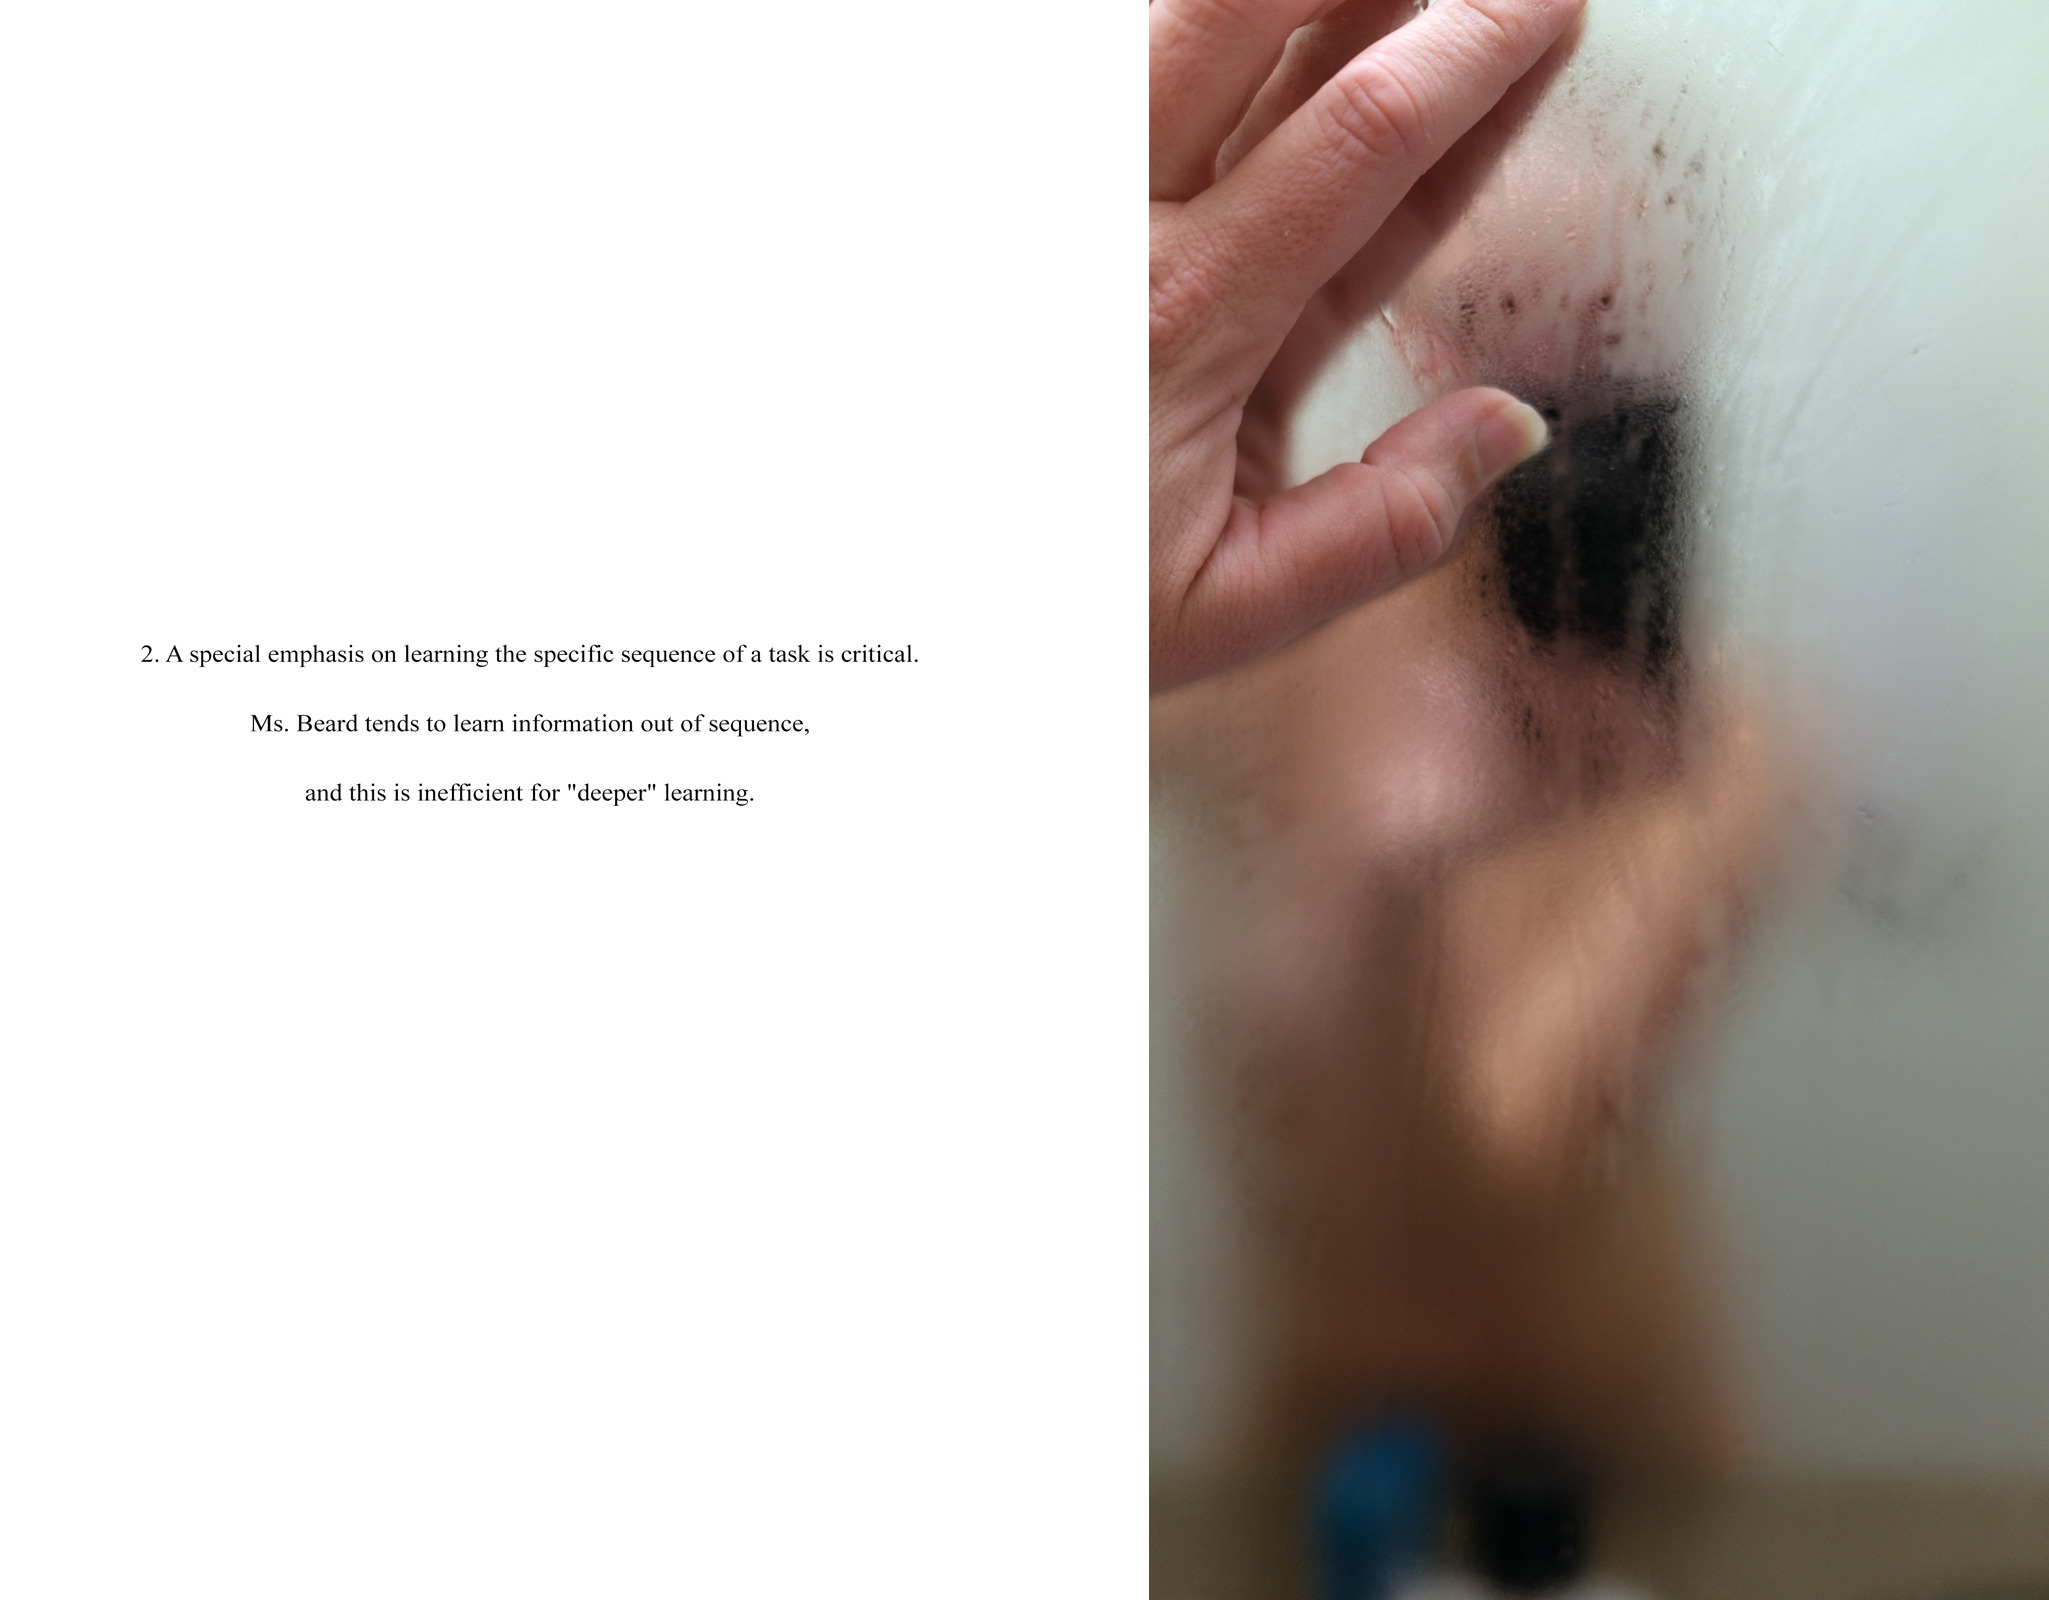 2. A special emphasis on learning the specific sequence of a task is critical.
Ms. Beard tends to learn information out of sequence,
and this is inefficient for "deeper" learning.